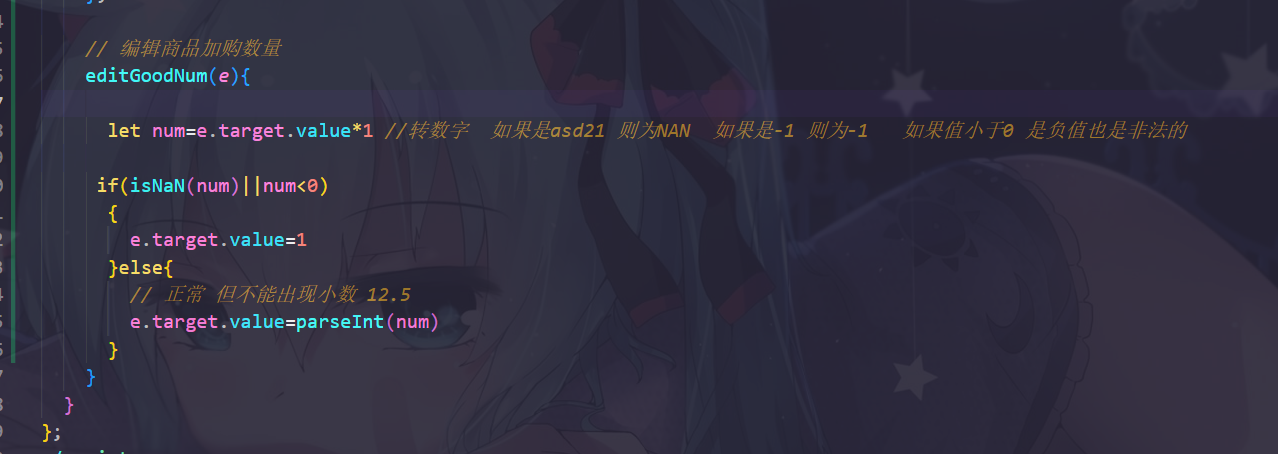 // 编辑商品加购数量
editGoodNum(e){
let num=e.target.value*1 //转数字  如果是asd21 则为NAN  如果是-1 则为-1   如果值小于0 是负值也是非法的
if(isNaN(num)||num<0)
{
e.target.value=1
}else{
// 正常 但不能出现小数 12.5
e.target.value=parseInt(num)
}
}
}
};